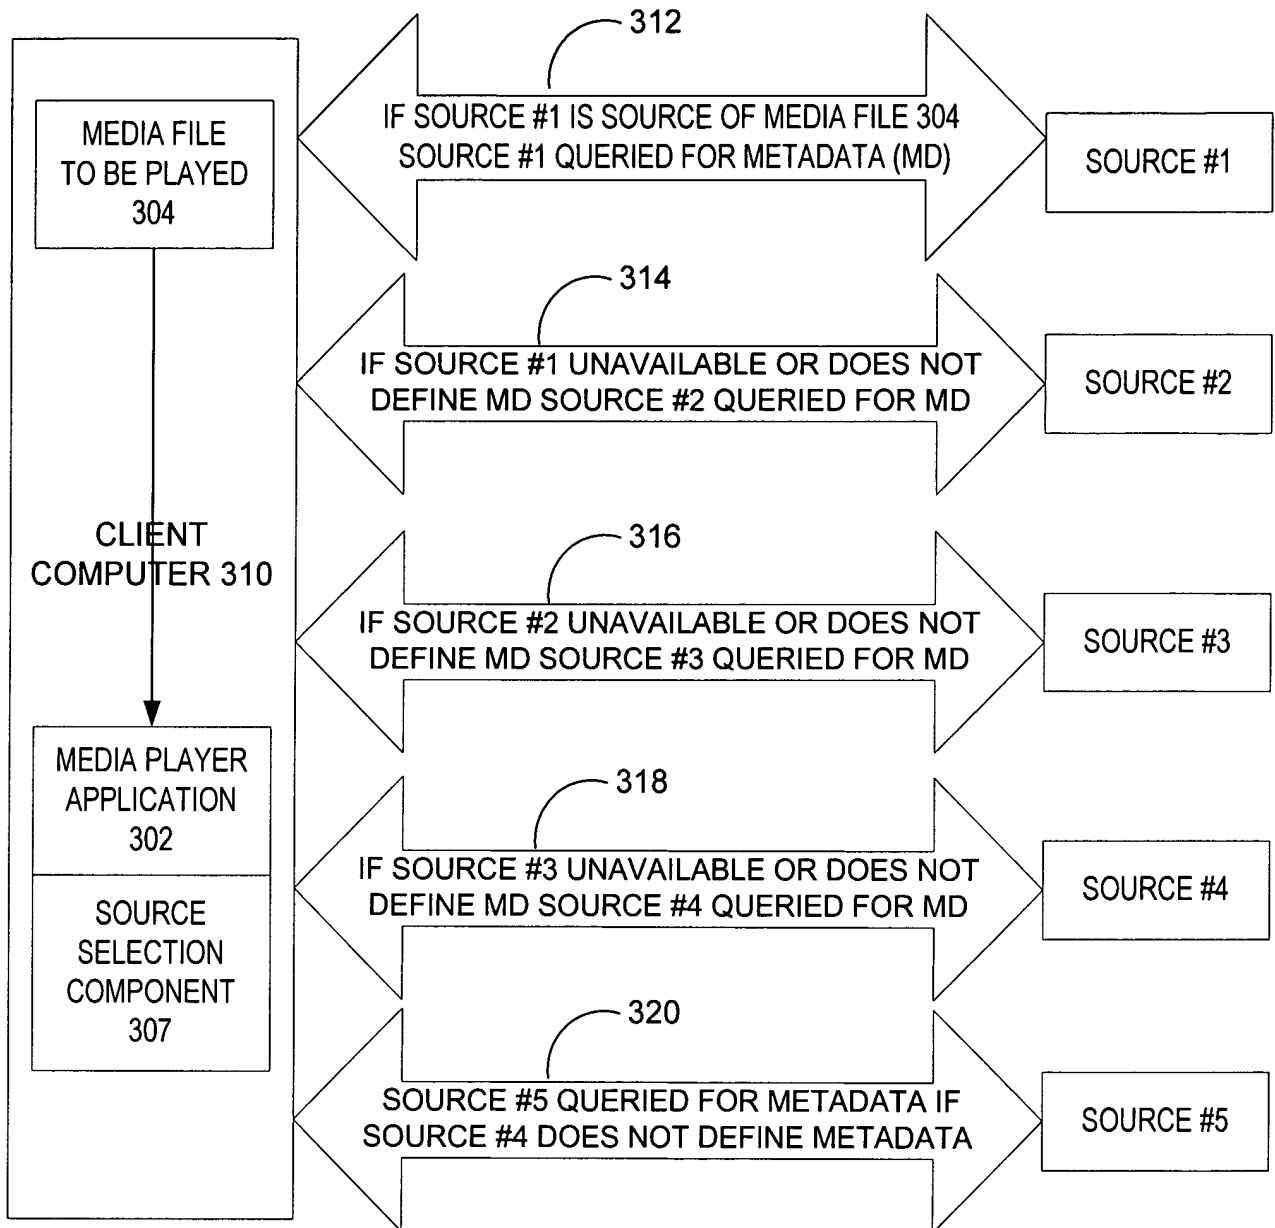 312
IF SOURCE #1 IS SOURCE OF MEDIA FILE 304
SOURCE #1 QUERIED FOR METADATA (MD)
SOURCE #1
MEDIA FILE
TO BE PLAYED
304
314
IF SOURCE #1 UNAVAILABLE OR DOES NOT
DEFINE MD SOURCE #2 QUERIED FOR MD
SOURCE #2
CLIENT
COMPUTER 310
316
IF SOURCE #2 UNAVAILABLE OR DOES NOT
DEFINE MD SOURCE #3 QUERIED FOR MD
SOURCE #3
MEDIA PLAYER
APPLICATION
302
318
IF SOURCE #3 UNAVAILABLE OR DOES NOT
DEFINE MD SOURCE #4 QUERIED FOR MD
SOURCE #4
SOURCE
SELECTION
COMPONENT
307
320
SOURCE #5 QUERIED FOR METADATA IF
SOURCE #4 DOES NOT DEFINE METADATA
SOURCE #5